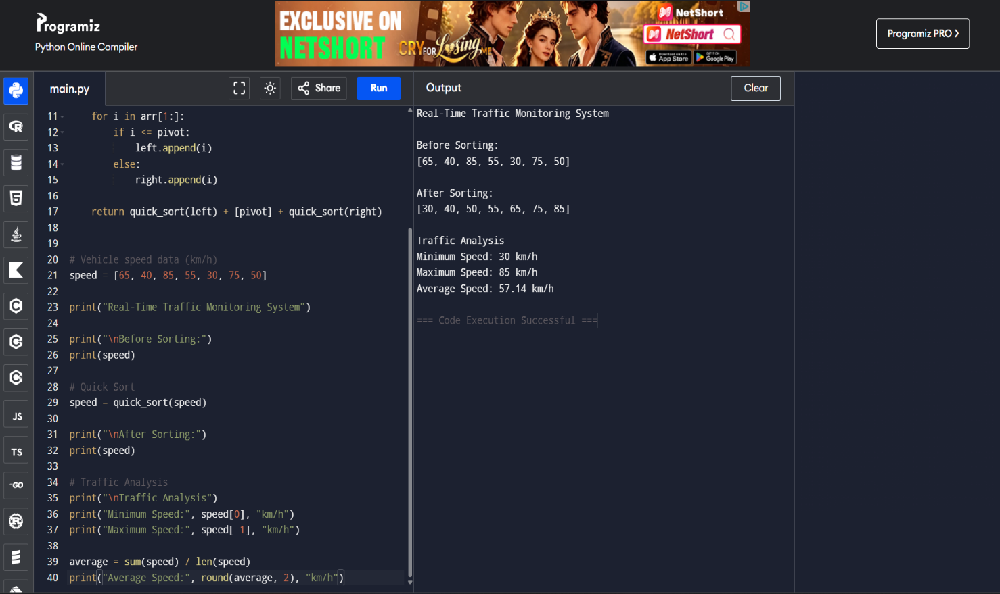 Programiz
Python Online Compiler
EXCLUSIVE ON
NETSHORT
CRY FOR Losing ME
NetShort
NetShort
Download on the App Store
GET IT ON Google Play
Programiz PRO >
main.py
Share
Run
Output
Clear
11 for i in arr[1:]:
12 if i <= pivot:
13 left.append(i)
14 else:
15 right.append(i)
16
17 return quick_sort(left) + [pivot] + quick_sort(right)
18
19
20 # Vehicle speed data (km/h)
21 speed = [65, 40, 85, 55, 30, 75, 50]
22
23 print("Real-Time Traffic Monitoring System")
24
25 print("\nBefore Sorting:")
26 print(speed)
27
28 # Quick Sort
29 speed = quick_sort(speed)
30
31 print("\nAfter Sorting:")
32 print(speed)
33
34 # Traffic Analysis
35 print("\nTraffic Analysis")
36 print("Minimum Speed:", speed[0], "km/h")
37 print("Maximum Speed:", speed[-1], "km/h")
38
39 average = sum(speed) / len(speed)
40 print("Average Speed:", round(average, 2), "km/h")
Real-Time Traffic Monitoring System
Before Sorting:
[65, 40, 85, 55, 30, 75, 50]
After Sorting:
[30, 40, 50, 55, 65, 75, 85]
Traffic Analysis
Minimum Speed: 30 km/h
Maximum Speed: 85 km/h
Average Speed: 57.14 km/h
=== Code Execution Successful ===
R
5
C
C
C
JS
TS
GO
R